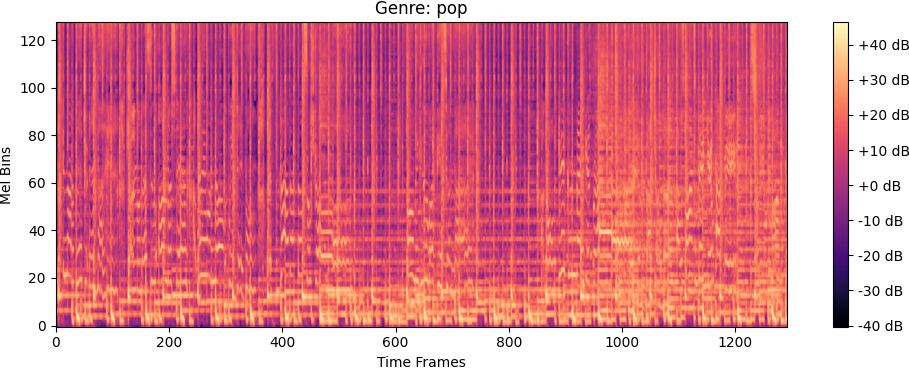 Genre: pop
Mel Bins
120
100
80
60
40
20
0
0 200 400 600 800 1000 1200
Time Frames
+40 dB
+30 dB
+20 dB
+10 dB
+0 dB
-10 dB
-20 dB
-30 dB
-40 dB